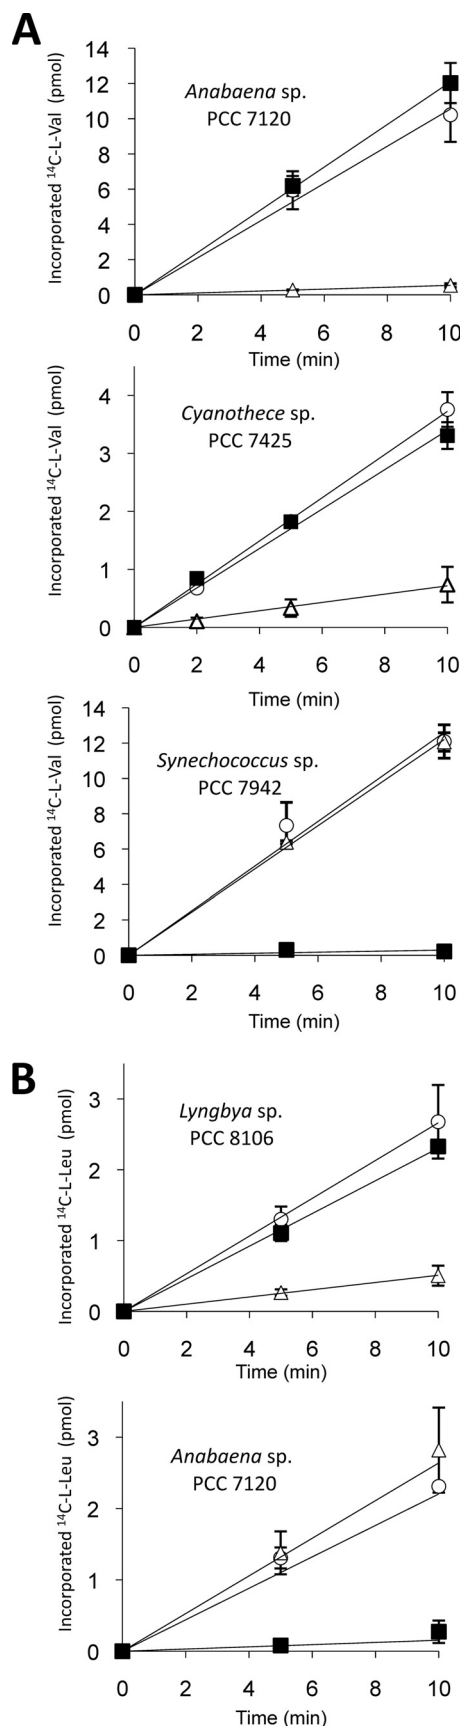 A
Incorporated ¹⁴C-L-Val (pmol)
14
12
10
8
6
4
2
0
Anabaena sp.
PCC 7120
0 2 4 6 8 10
Time (min)
Incorporated ¹⁴C-L-Val (pmol)
4
3
2
1
0
Cyanothece sp.
PCC 7425
0 2 4 6 8 10
Time (min)
Incorporated ¹⁴C-L-Val (pmol)
14
12
10
8
6
4
2
0
Synechococcus sp.
PCC 7942
0 2 4 6 8 10
Time (min)
B
Incorporated ¹⁴C-L-Leu (pmol)
3
2
1
0
Lyngbya sp.
PCC 8106
0 2 4 6 8 10
Time (min)
Incorporated ¹⁴C-L-Leu (pmol)
3
2
1
0
Anabaena sp.
PCC 7120
0 2 4 6 8 10
Time (min)